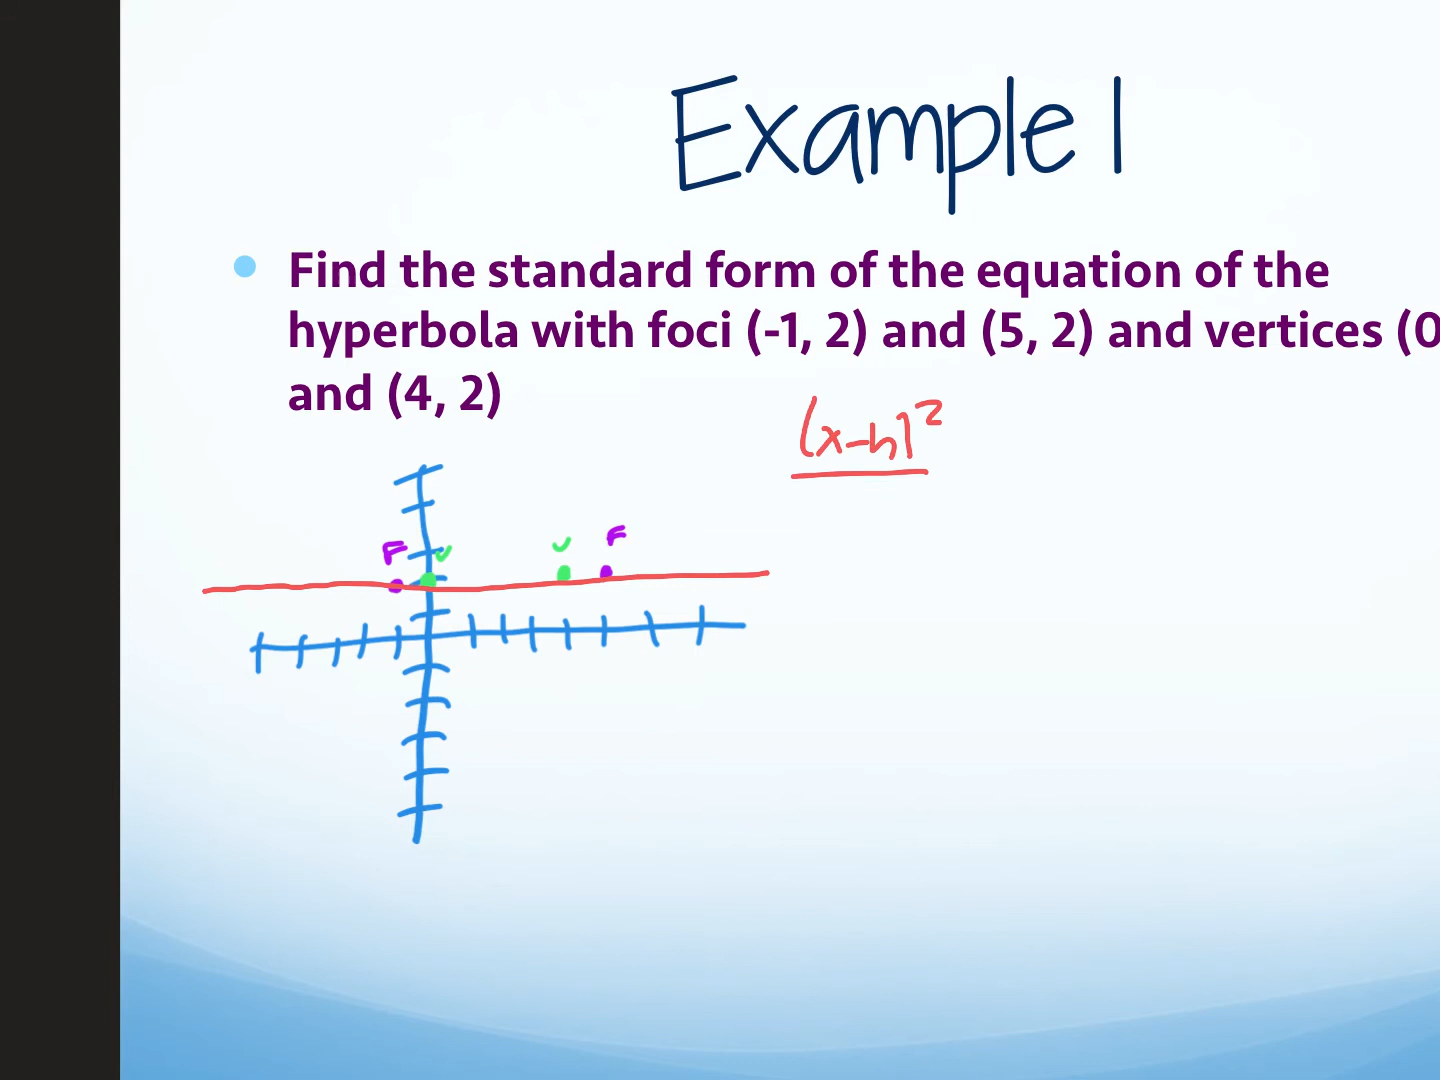 Example 1
Find the standard form of the equation of the
hyperbola with foci (-1, 2) and (5, 2) and vertices (0
and (4, 2)
(x-h)²
F V V F